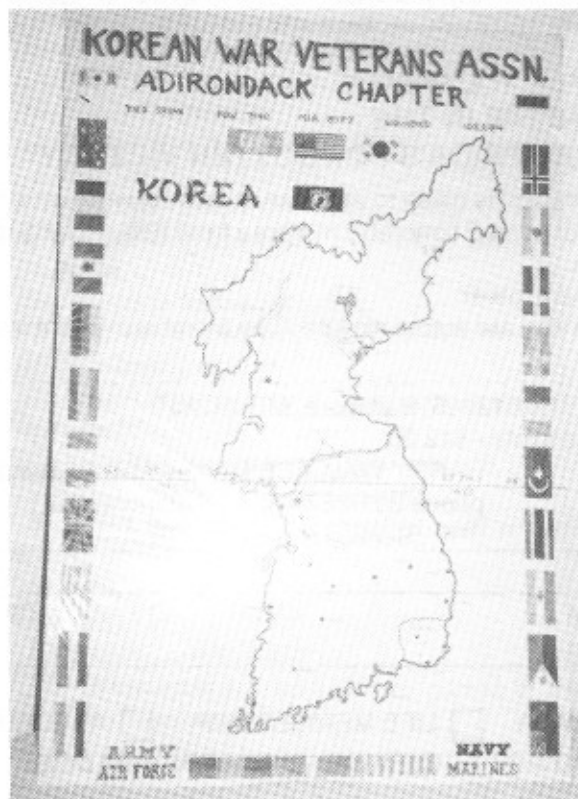 KOREAN WAR VETERANS ASSN.
ADIRONDACK CHAPTER
KOREA
ARMY
AIR FORCE
NAVY
MARINES